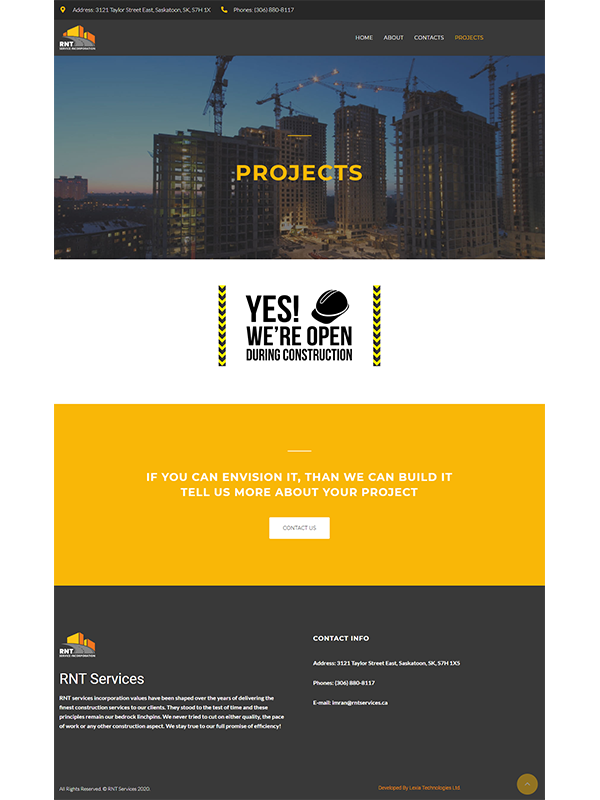 Address: 3121 Taylor Street East, Saskatoon, SK, S7H 1X
Phones: (306) 880-8117
RNT
SERVICE INCORPORATION
HOME
ABOUT
CONTACTS
PROJECTS
PROJECTS
YES!
WE'RE OPEN
DURING CONSTRUCTION
IF YOU CAN ENVISION IT, THAN WE CAN BUILD IT
TELL US MORE ABOUT YOUR PROJECT
CONTACT US
RNT
SERVICE INCORPORATION
RNT Services
RNT services incorporation values have been shaped over the years of delivering the
finest construction services to our clients. They stood to the test of time and these
principles remain our bedrock Enchpins. We never tried to cut on either quality, the pace
of work or any other construction aspect. We stay true to our full promise of efficiency!
CONTACT INFO
Address: 3121 Taylor Street East, Saskatoon, SK, S7H 1X5
Phones: (306) 880-8117
E-mail: imran@rntservices.ca
All Rights Reserved. © RNT Services 2020.
Developed By Lexia Technologies Ltd.